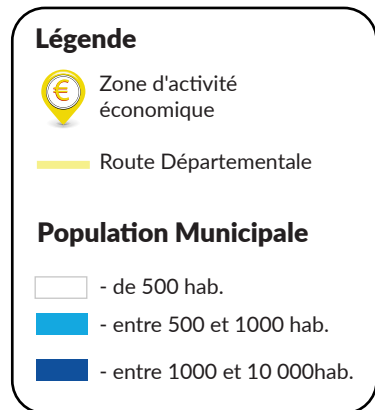 Légende
€
Zone d'activité
économique
Route Départementale
Population Municipale
- de 500 hab.
- entre 500 et 1000 hab.
- entre 1000 et 10 000hab.